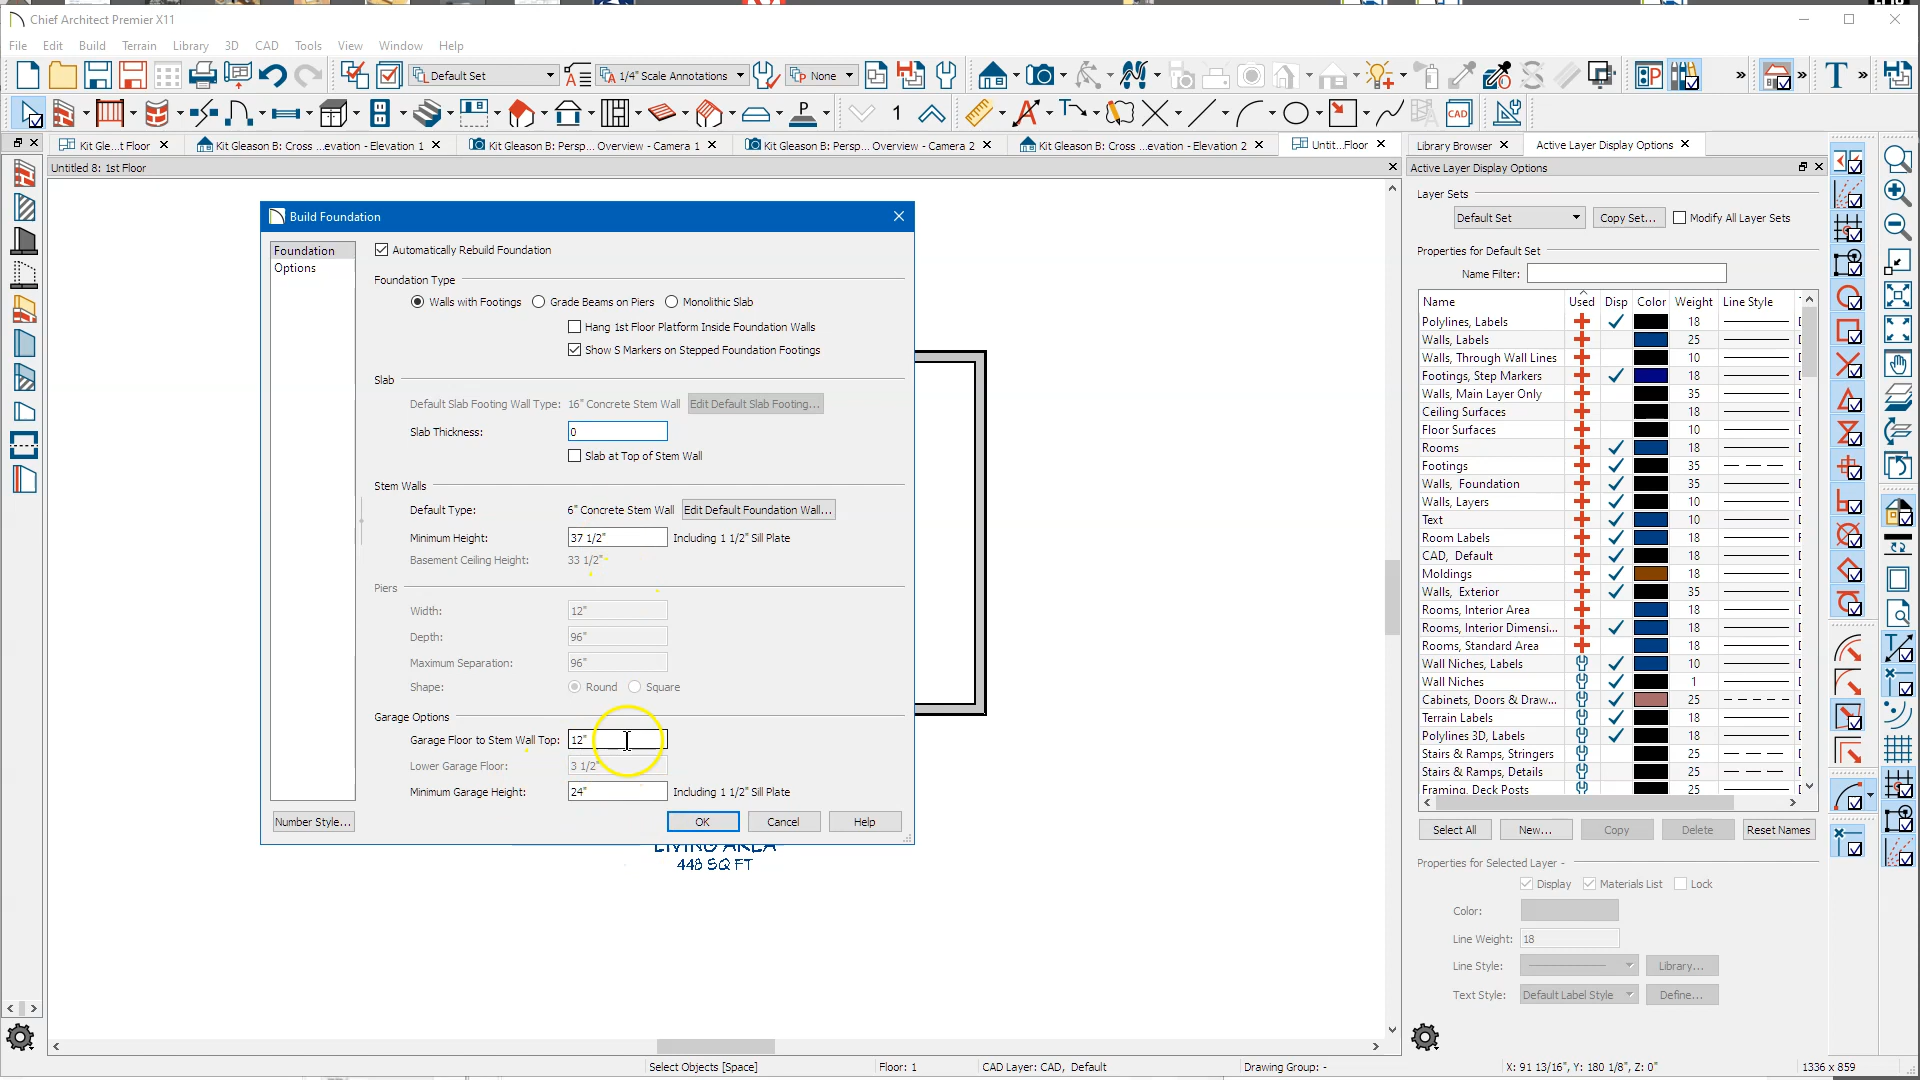 Chief Architect Premier X11
File Edit Build Terrain Library 3D CAD Tools View Window Help
Default Set 1/4" Scale Annotations None
1
Kit Gle...t Floor Kit Gleason B: Cross ...evation - Elevation 1 Kit Gleason B: Persp... Overview - Camera 1 Kit Gleason B: Persp... Overview - Camera 2 Kit Gleason B: Cross ...evation - Elevation 2 Untit...Floor Library Browser Active Layer Display Options
Untitled 8: 1st Floor
Active Layer Display Options
Build Foundation
Foundation
Options
Automatically Rebuild Foundation
Foundation Type
Walls with Footings Grade Beams on Piers Monolithic Slab
Hang 1st Floor Platform Inside Foundation Walls
Show S Markers on Stepped Foundation Footings
Slab
Default Slab Footing Wall Type: 16" Concrete Stem Wall Edit Default Slab Footing...
Slab Thickness: 0
Slab at Top of Stem Wall
Stem Walls
Default Type: 6" Concrete Stem Wall Edit Default Foundation Wall...
Minimum Height: 37 1/2" Including 1 1/2" Sill Plate
Basement Ceiling Height: 33 1/2"
Piers
Width: 12"
Depth: 96"
Maximum Separation: 96"
Shape: Round Square
Garage Options
Garage Floor to Stem Wall Top: 12"
Lower Garage Floor: 3 1/2"
Minimum Garage Height: 24" Including 1 1/2" Sill Plate
Number Style... OK Cancel Help
LIVING AREA
448 SQ FT
Layer Sets
Default Set Copy Set... Modify All Layer Sets
Properties for Default Set
Name Filter:
Name Used Disp Color Weight Line Style
Polylines, Labels 18
Walls, Labels 25
Walls, Through Wall Lines 10
Footings, Step Markers 18
Walls, Main Layer Only 35
Ceiling Surfaces 18
Floor Surfaces 10
Rooms 18
Footings 35
Walls, Foundation 35
Walls, Layers 10
Text 10
Room Labels 18
CAD, Default 18
Moldings 18
Walls, Exterior 35
Rooms, Interior Area 18
Rooms, Interior Dimensi... 18
Rooms, Standard Area 18
Wall Niches, Labels 10
Wall Niches 1
Cabinets, Doors & Draw... 25
Terrain Labels 18
Polylines 3D, Labels 18
Stairs & Ramps, Stringers 25
Stairs & Ramps, Details 25
Framing, Deck Posts 25
Select All New... Copy Delete Reset Names
Properties for Selected Layer -
Display Materials List Lock
Color:
Line Weight: 18
Line Style: Library...
Text Style: Default Label Style Define...
Select Objects [Space] Floor: 1 CAD Layer: CAD, Default Drawing Group: - X: 91 13/16", Y: 180 1/8", Z: 0" 1336 x 859